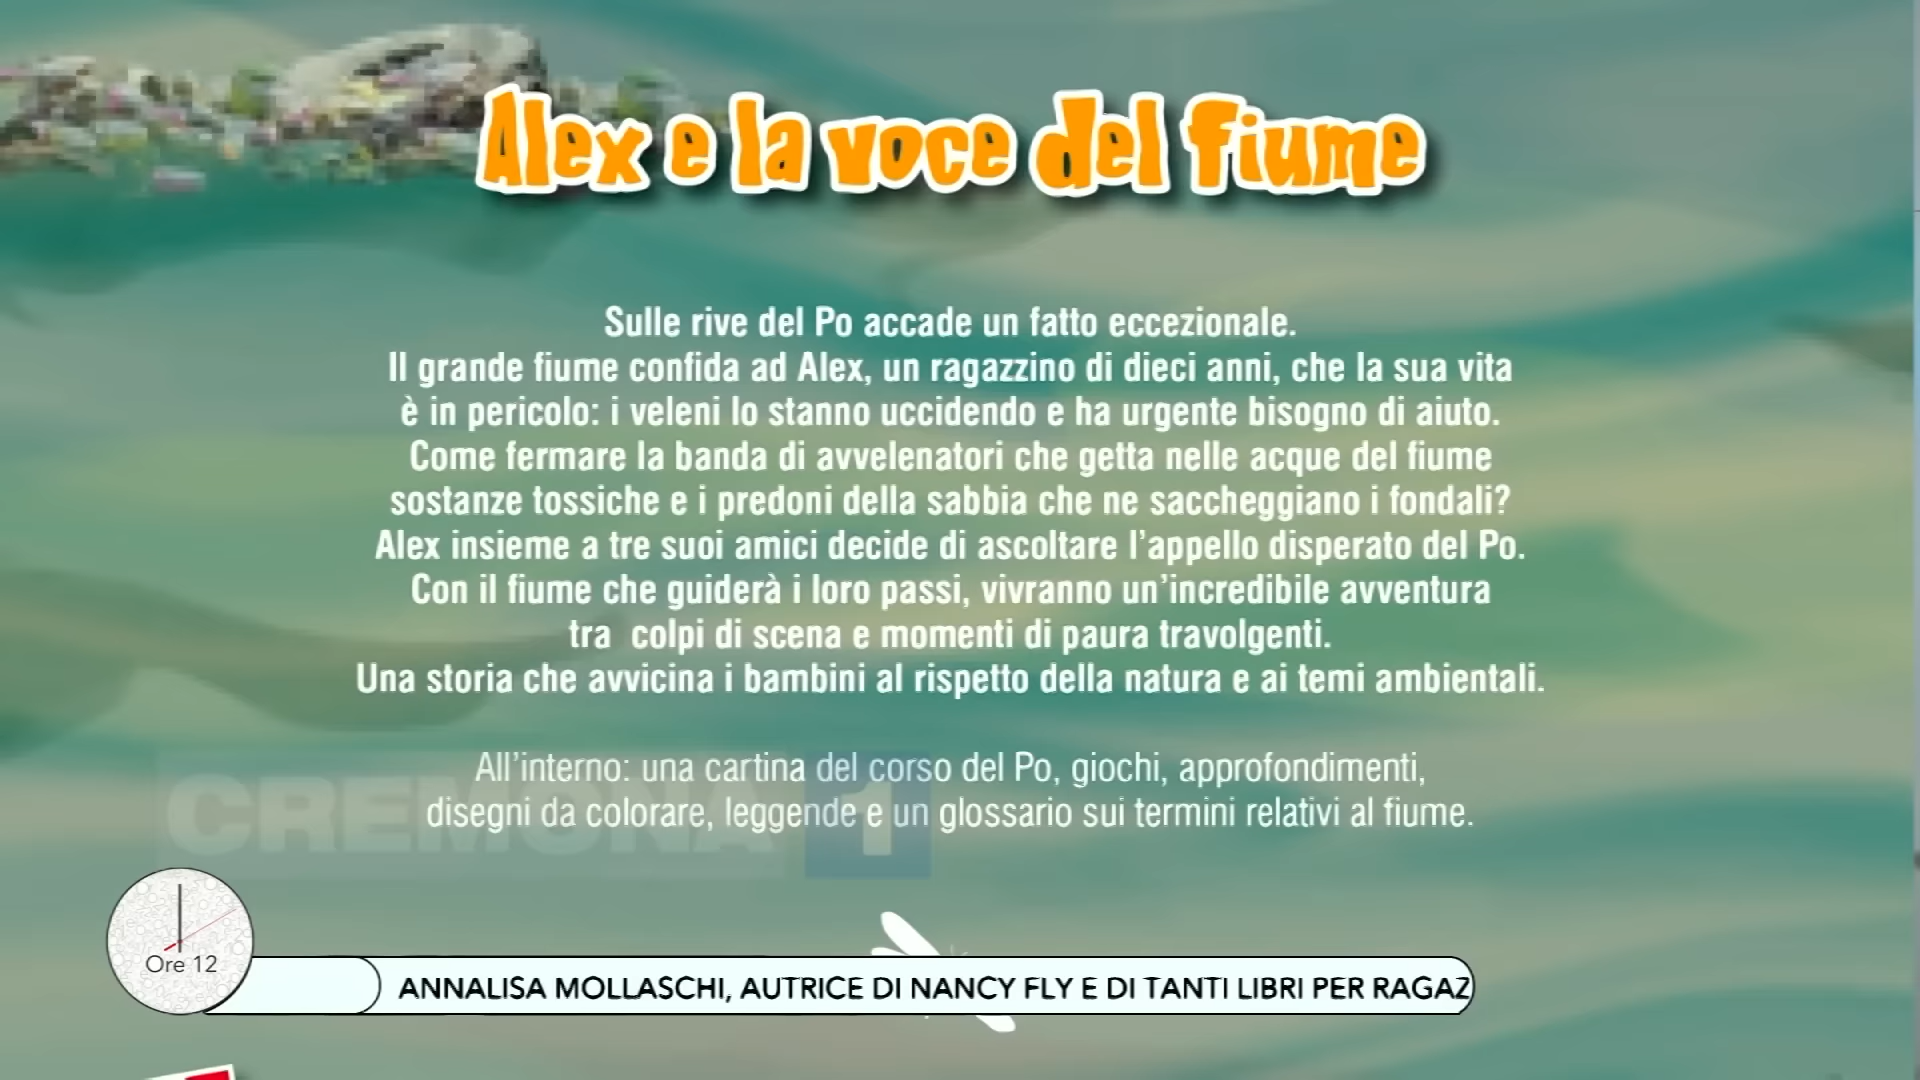 Alex e la voce del fiume
Sulle rive del Po accade un fatto eccezionale.
Il grande fiume confida ad Alex, un ragazzino di dieci anni, che la sua vita
è in pericolo: i veleni lo stanno uccidendo e ha urgente bisogno di aiuto.
Come fermare la banda di avvelenatori che getta nelle acque del fiume
sostanze tossiche e i predoni della sabbia che ne saccheggiano i fondali?
Alex insieme a tre suoi amici decide di ascoltare l'appello disperato del Po.
Con il fiume che guiderà i loro passi, vivranno un'incredibile avventura
tra  colpi di scena e momenti di paura travolgenti.
Una storia che avvicina i bambini al rispetto della natura e ai temi ambientali.
All'interno: una cartina del corso del Po, giochi, approfondimenti,
disegni da colorare, leggende e un glossario sui termini relativi al fiume.
CREMONA 1
Ore 12
ANNALISA MOLLASCHI, AUTRICE DI NANCY FLY E DI TANTI LIBRI PER RAGAZ